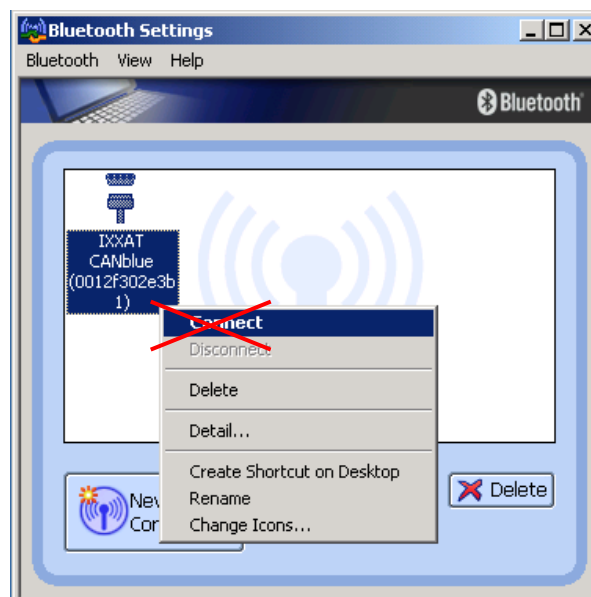 Bluetooth Settings
Bluetooth View Help
Bluetooth
IXXAT
CANblue
(0012f302e3b
1)
Connect
Disconnect
Delete
Detail...
Create Shortcut on Desktop
Rename
Change Icons...
Delete